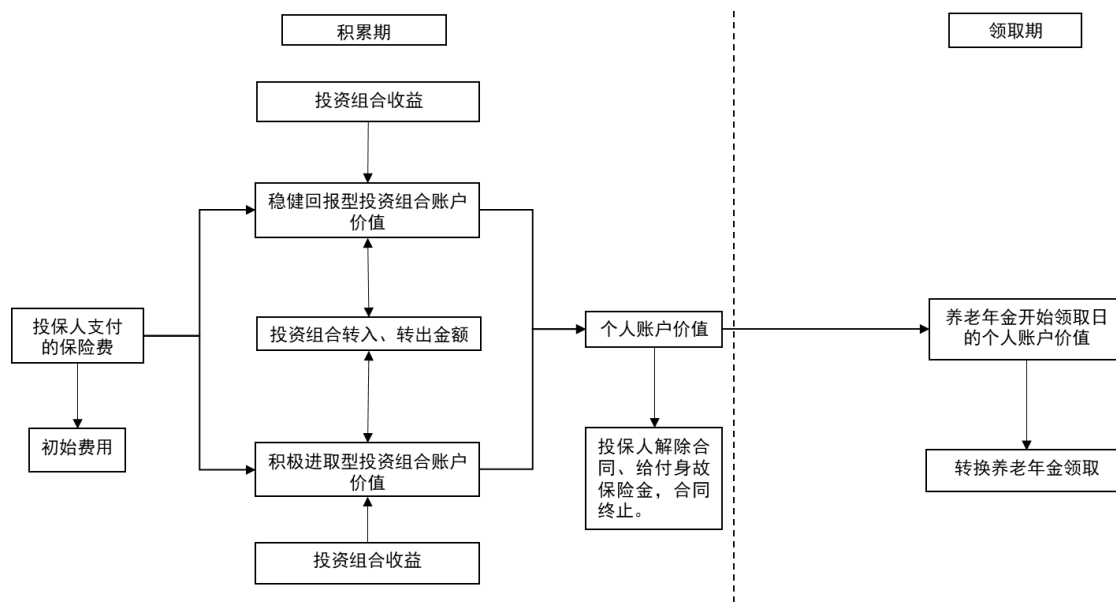 积累期
领取期
投资组合收益
稳健回报型投资组合账户
价值
投保人支付
的保险费
投资组合转入、转出金额
个人账户价值
养老年金开始领取日
的个人账户价值
初始费用
积极进取型投资组合账户
价值
投保人解除合
同、给付身故
保险金，合同
终止。
转换养老年金领取
投资组合收益